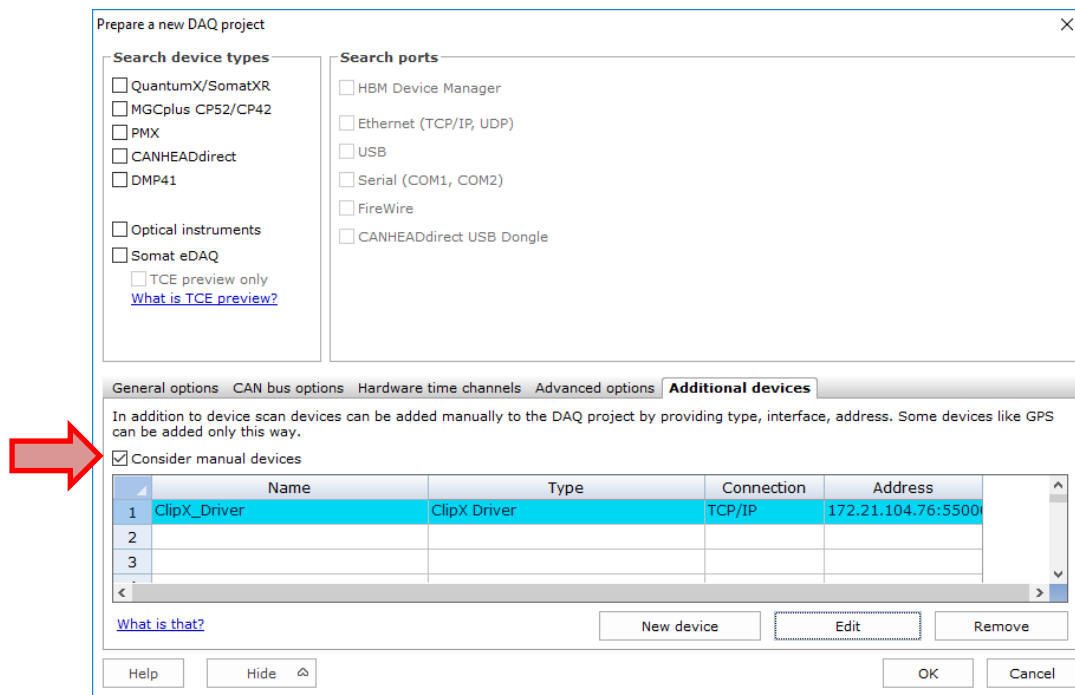 Prepare a new DAQ project
Search device types
QuantumX/SomatXR
MGCplus CP52/CP42
PMX
CANHEADdirect
DMP41
Optical instruments
Somat eDAQ
TCE preview only
What is TCE preview?
Search ports
HBM Device Manager
Ethernet (TCP/IP, UDP)
USB
Serial (COM1, COM2)
FireWire
CANHEADdirect USB Dongle
General options CAN bus options Hardware time channels Advanced options Additional devices
In addition to device scan devices can be added manually to the DAQ project by providing type, interface, address. Some devices like GPS
can be added only this way.
Consider manual devices
Name Type Connection Address
1 ClipX_Driver ClipX Driver TCP/IP 172.21.104.76:5500
2
3
What is that? New device Edit Remove
Help Hide OK Cancel